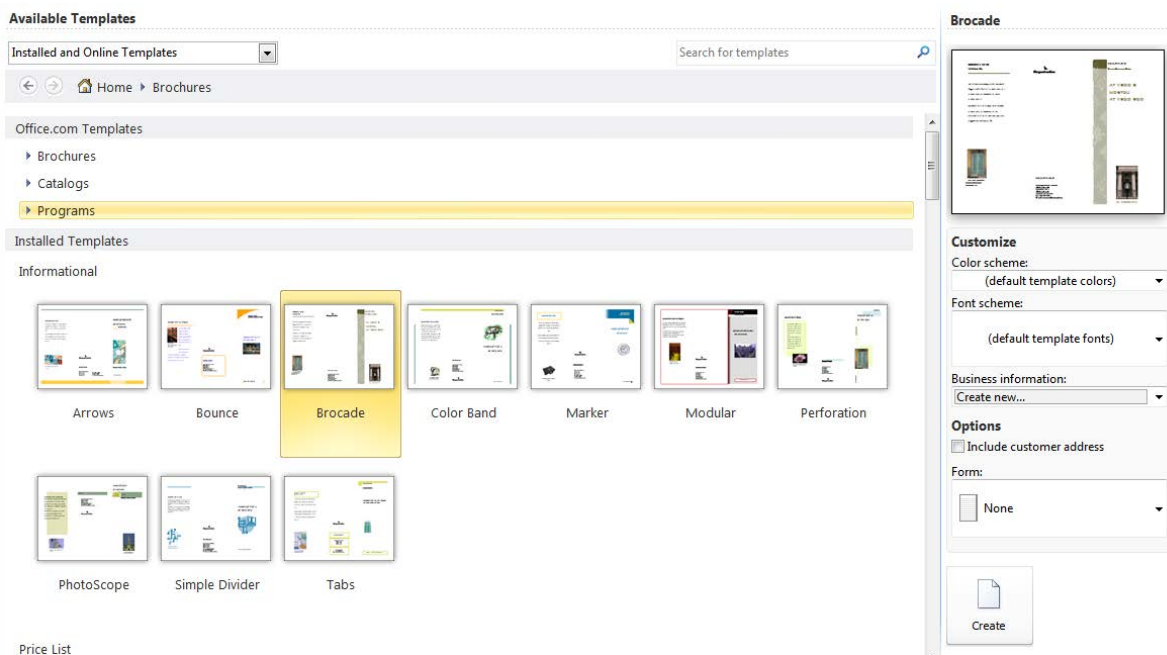 Available Templates
Installed and Online Templates
Search for templates
Home
Brochures
Office.com Templates
Brochures
Catalogs
Programs
Installed Templates
Informational
Arrows
Bounce
Brocade
Color Band
Marker
Modular
Perforation
PhotoScope
Simple Divider
Tabs
Price List
Brocade
Customize
Color scheme:
(default template colors)
Font scheme:
(default template fonts)
Business information:
Create new...
Options
Include customer address
Form:
None
Create